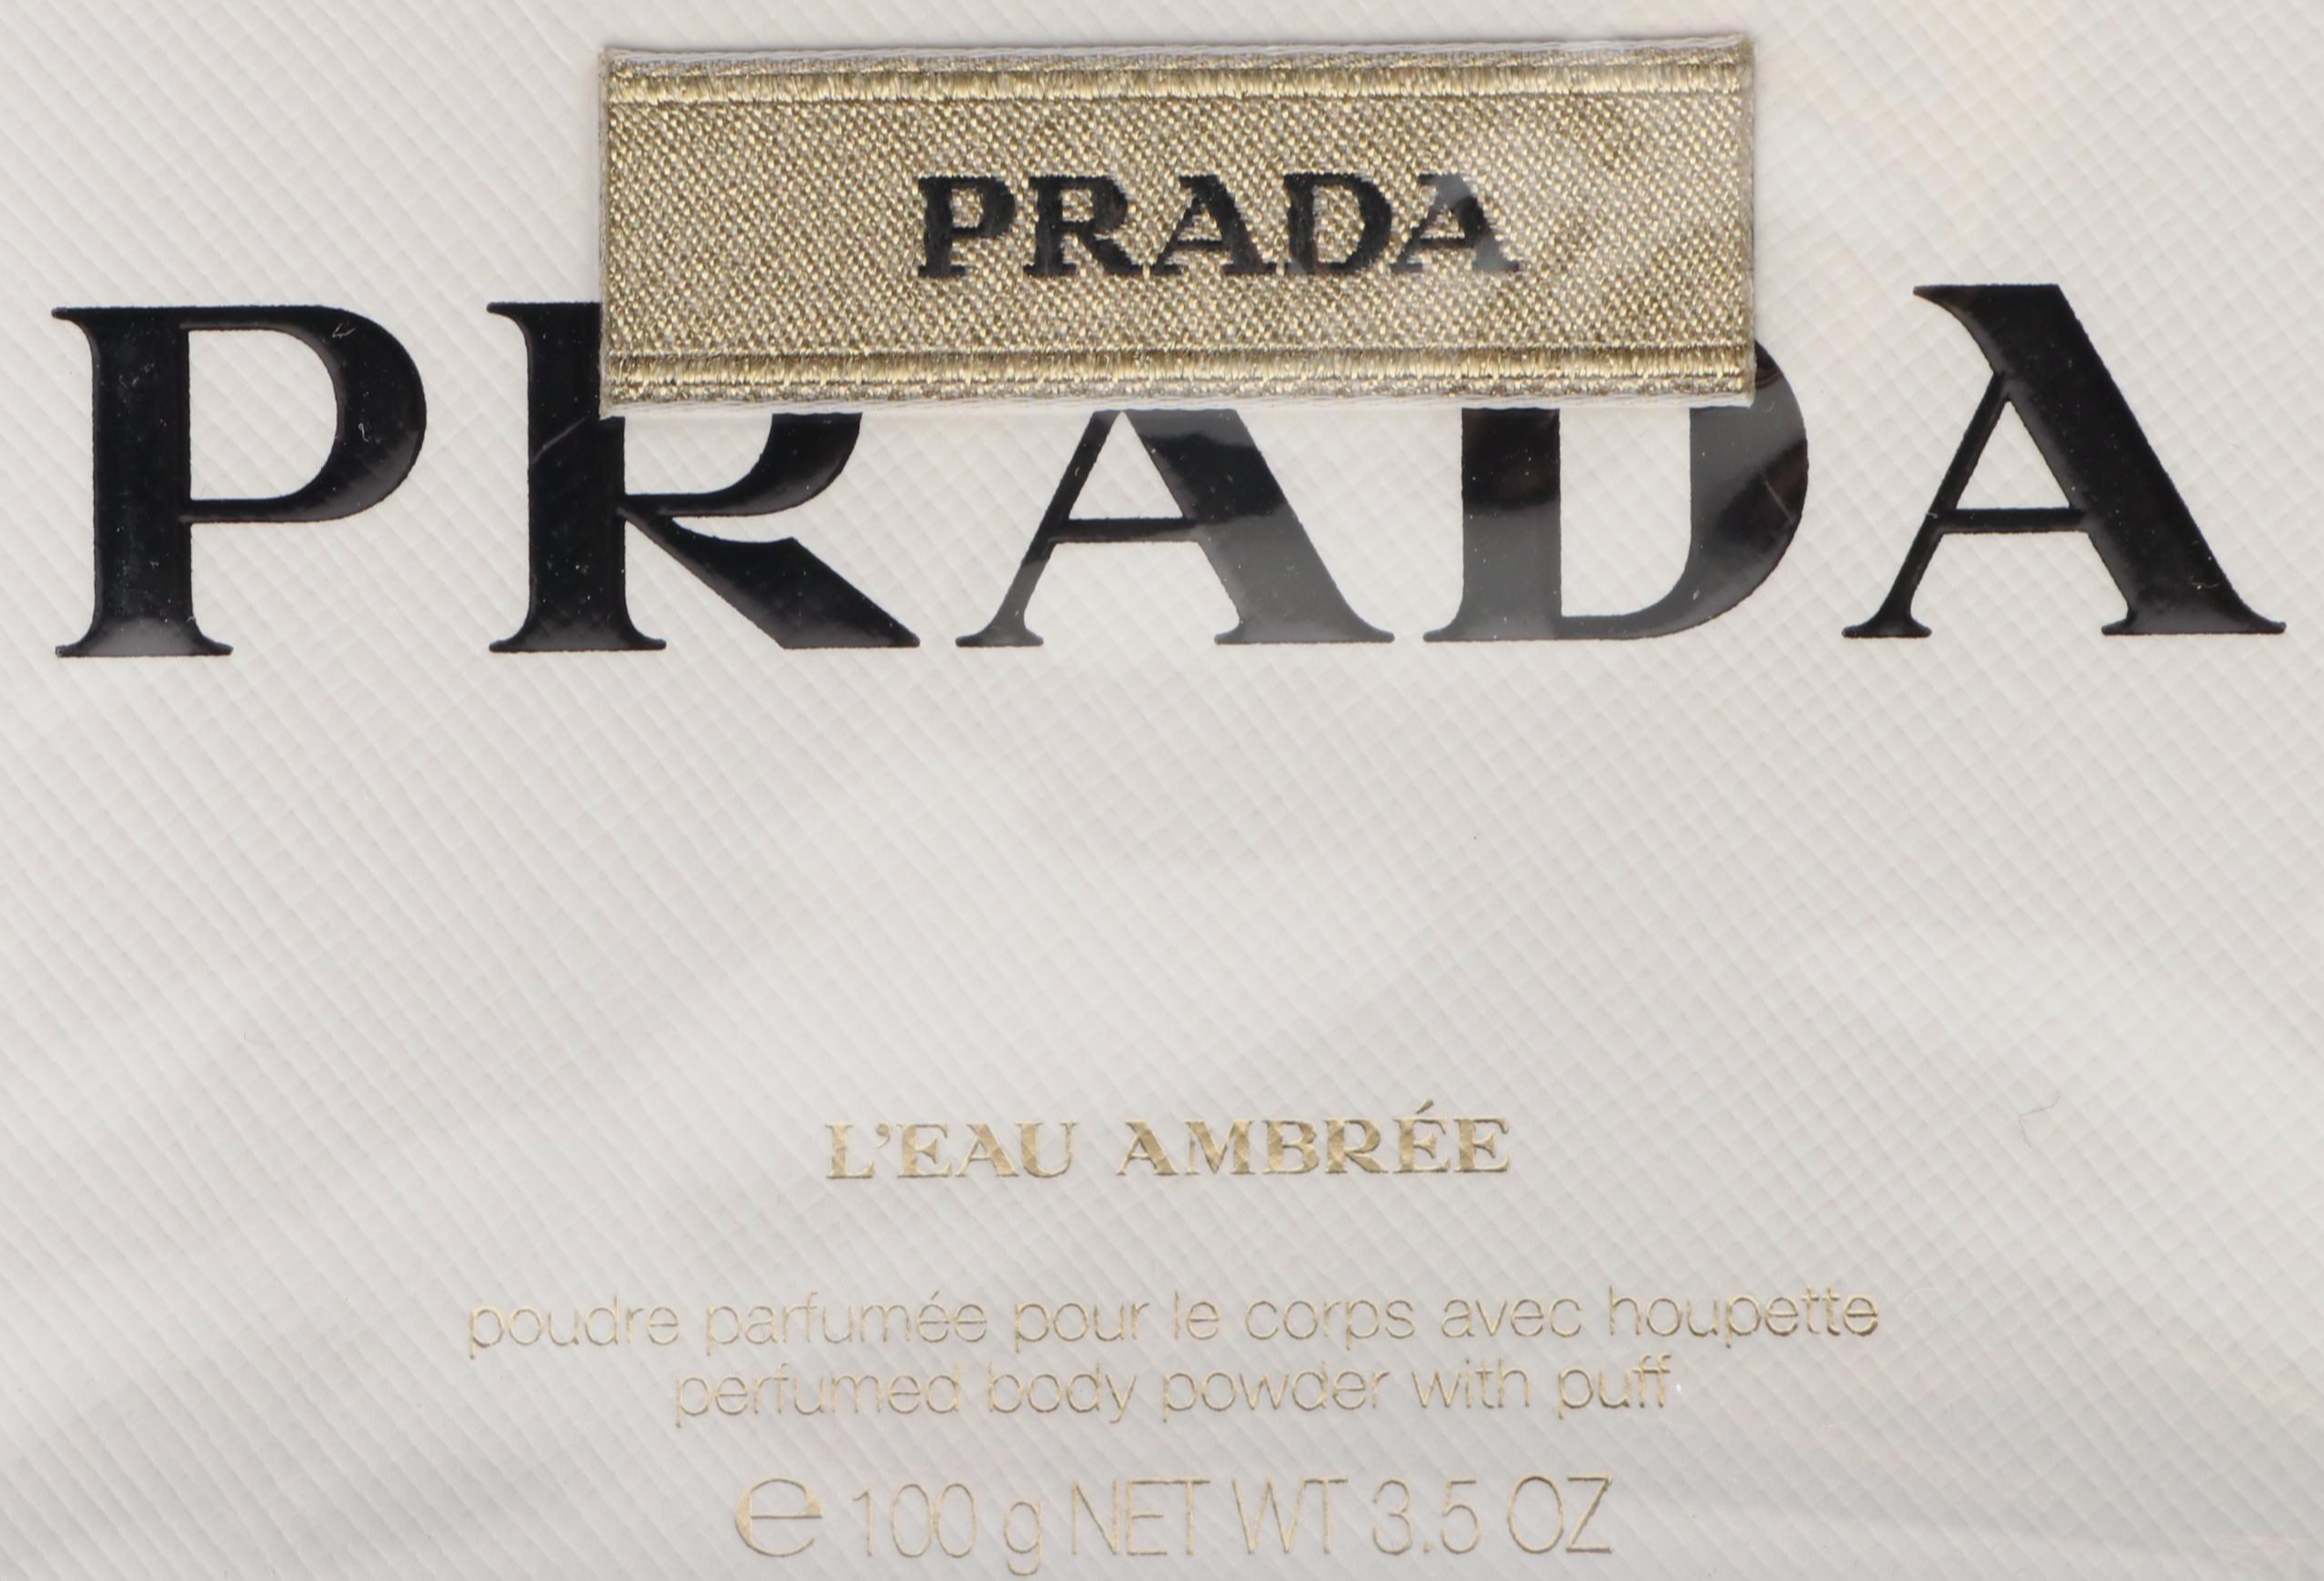 PRADA
PRADA
L'EAU AMBRÉE
poudre parfumée pour le corps avec houpette
perfumed body powder with puff
℮ 100 g NET WT 3.5 OZ